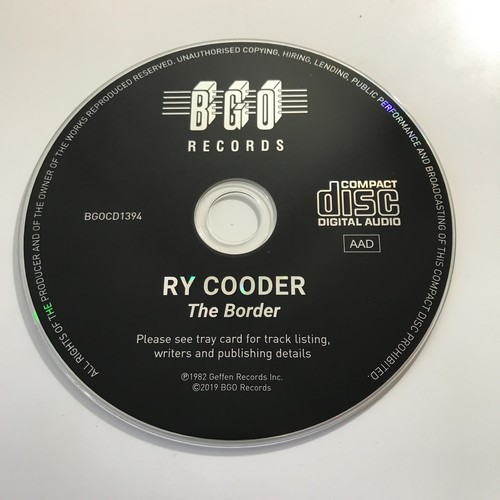 ALL RIGHTS OF THE PRODUCER AND OF THE OWNER OF THE WORKS REPRODUCED RESERVED. UNAUTHORISED COPYING, HIRING, LENDING, PUBLIC PERFORMANCE AND BROADCASTING OF THIS COMPACT DISC PROHIBITED.
BGO
RECORDS
BGOCD1394
COMPACT
disc
DIGITAL AUDIO
AAD
RY COODER
The Border
Please see tray card for track listing,
writers and publishing details
℗1982 Geffen Records Inc.
©2019 BGO Records